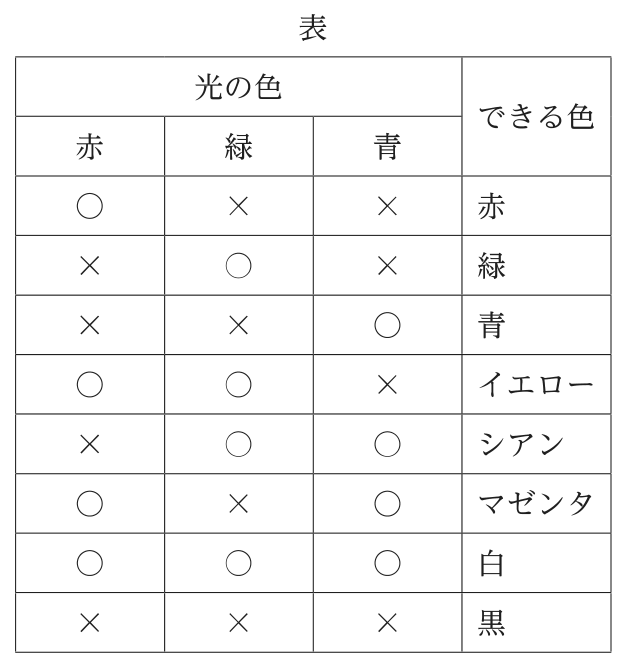 表
光の色 できる色
赤 緑 青
○ × × 赤
× ○ × 緑
× × ○ 青
○ ○ × イエロー
× ○ ○ シアン
○ × ○ マゼンタ
○ ○ ○ 白
× × × 黒